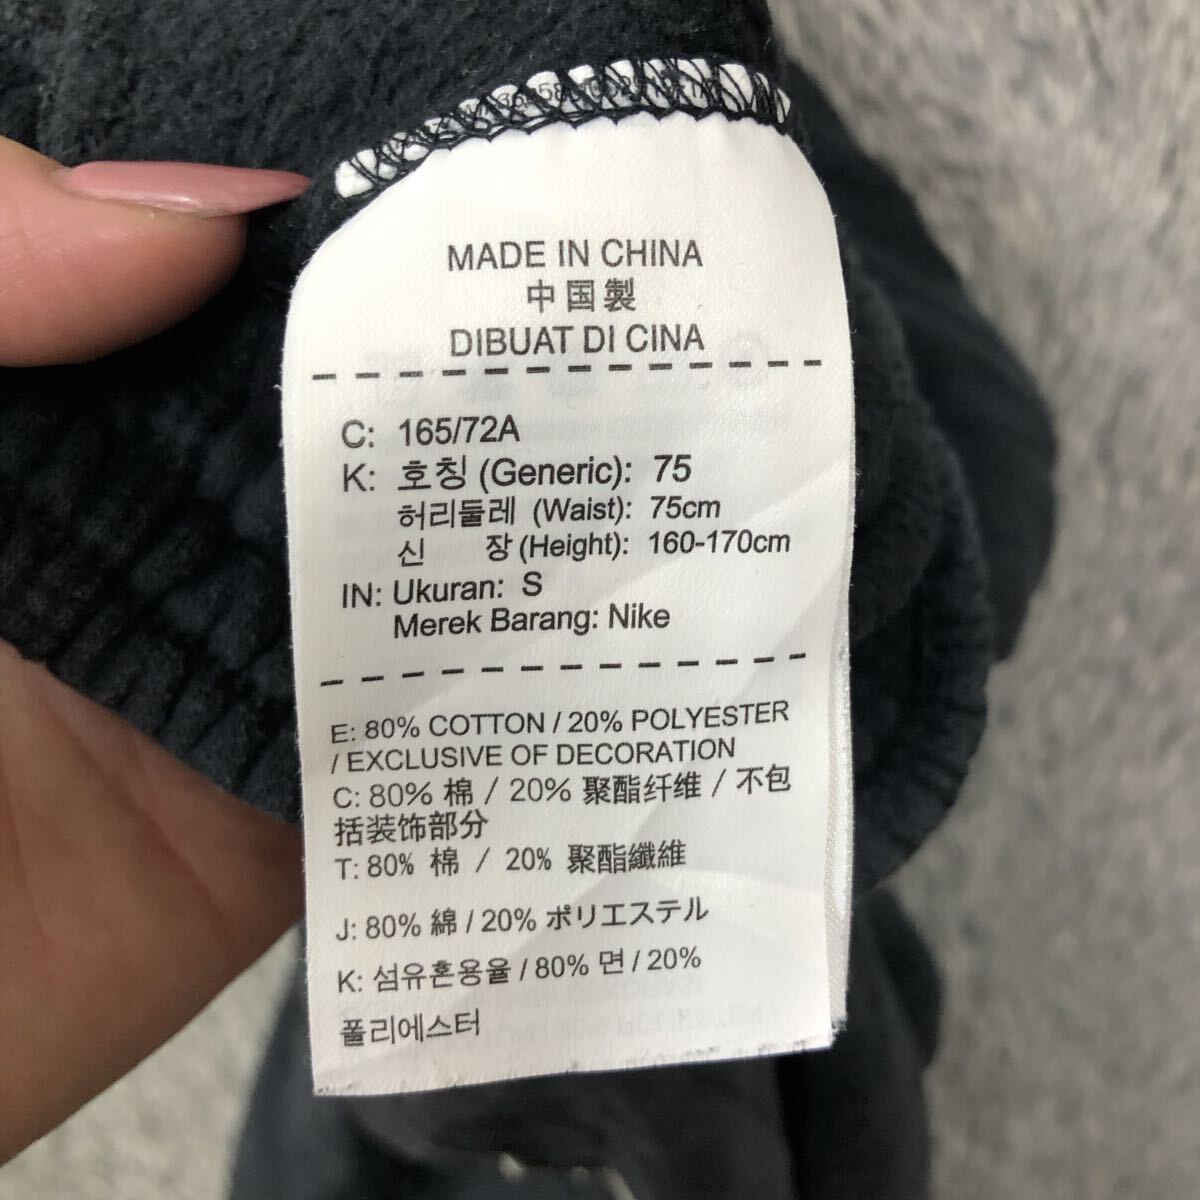 MADE IN CHINA
中国製
DIBUAT DI CINA
C: 165/72A
K: 호칭 (Generic): 75
허리둘레 (Waist): 75cm
신 장 (Height): 160-170cm
IN: Ukuran: S
Merek Barang: Nike
E: 80% COTTON / 20% POLYESTER
/ EXCLUSIVE OF DECORATION
C: 80% 棉 / 20% 聚酯纤维 / 不包
括装饰部分
T: 80% 棉 / 20% 聚酯纖維
J: 80% 綿 / 20% ポリエステル
K: 섬유혼용율 / 80% 면 / 20%
폴리에스터